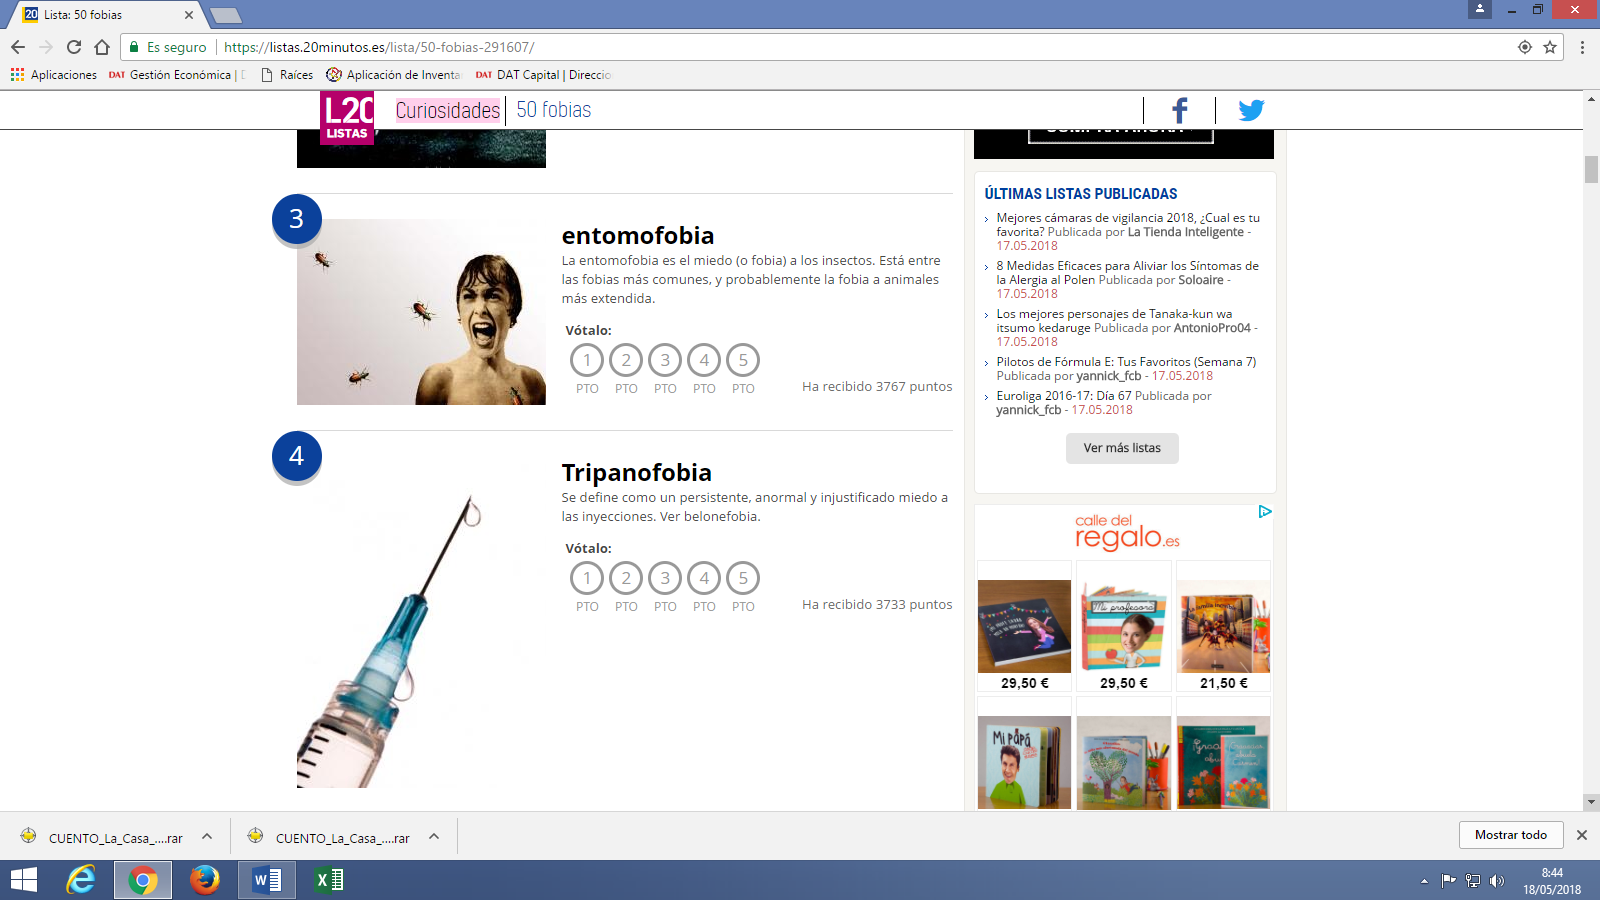 20 Lista: 50 fobias
Es seguro https://listas.20minutos.es/lista/50-fobias-291607/
Aplicaciones DAT Gestión Económica | Raíces Aplicación de Inventa DAT DAT Capital | Direccio
L20 LISTAS
Curiosidades 50 fobias
3
entomofobia
La entomofobia es el miedo (o fobia) a los insectos. Está entre
las fobias más comunes, y probablemente la fobia a animales
más extendida.
Vótalo:
1 2 3 4 5
PTO PTO PTO PTO PTO
Ha recibido 3767 puntos
4
Tripanofobia
Se define como un persistente, anormal y injustificado miedo a
las inyecciones. Ver belonefobia.
Vótalo:
1 2 3 4 5
PTO PTO PTO PTO PTO
Ha recibido 3733 puntos
ÚLTIMAS LISTAS PUBLICADAS
Mejores cámaras de vigilancia 2018, ¿Cual es tu
favorita? Publicada por La Tienda Inteligente -
17.05.2018
8 Medidas Eficaces para Aliviar los Síntomas de
la Alergia al Polen Publicada por Soloaire -
17.05.2018
Los mejores personajes de Tanaka-kun wa
itsumo kedaruge Publicada por AntonioPro04 -
17.05.2018
Pilotos de Fórmula E: Tus Favoritos (Semana 7)
Publicada por yannick_fcb - 17.05.2018
Euroliga 2016-17: Día 67 Publicada por
yannick_fcb - 17.05.2018
Ver más listas
calle del
regalo.es
Mi profesora
La familia increíble
29,50 € 29,50 € 21,50 €
Mi papá
CUENTO_La_Casa_....rar CUENTO_La_Casa_....rar Mostrar todo
8:44
18/05/2018